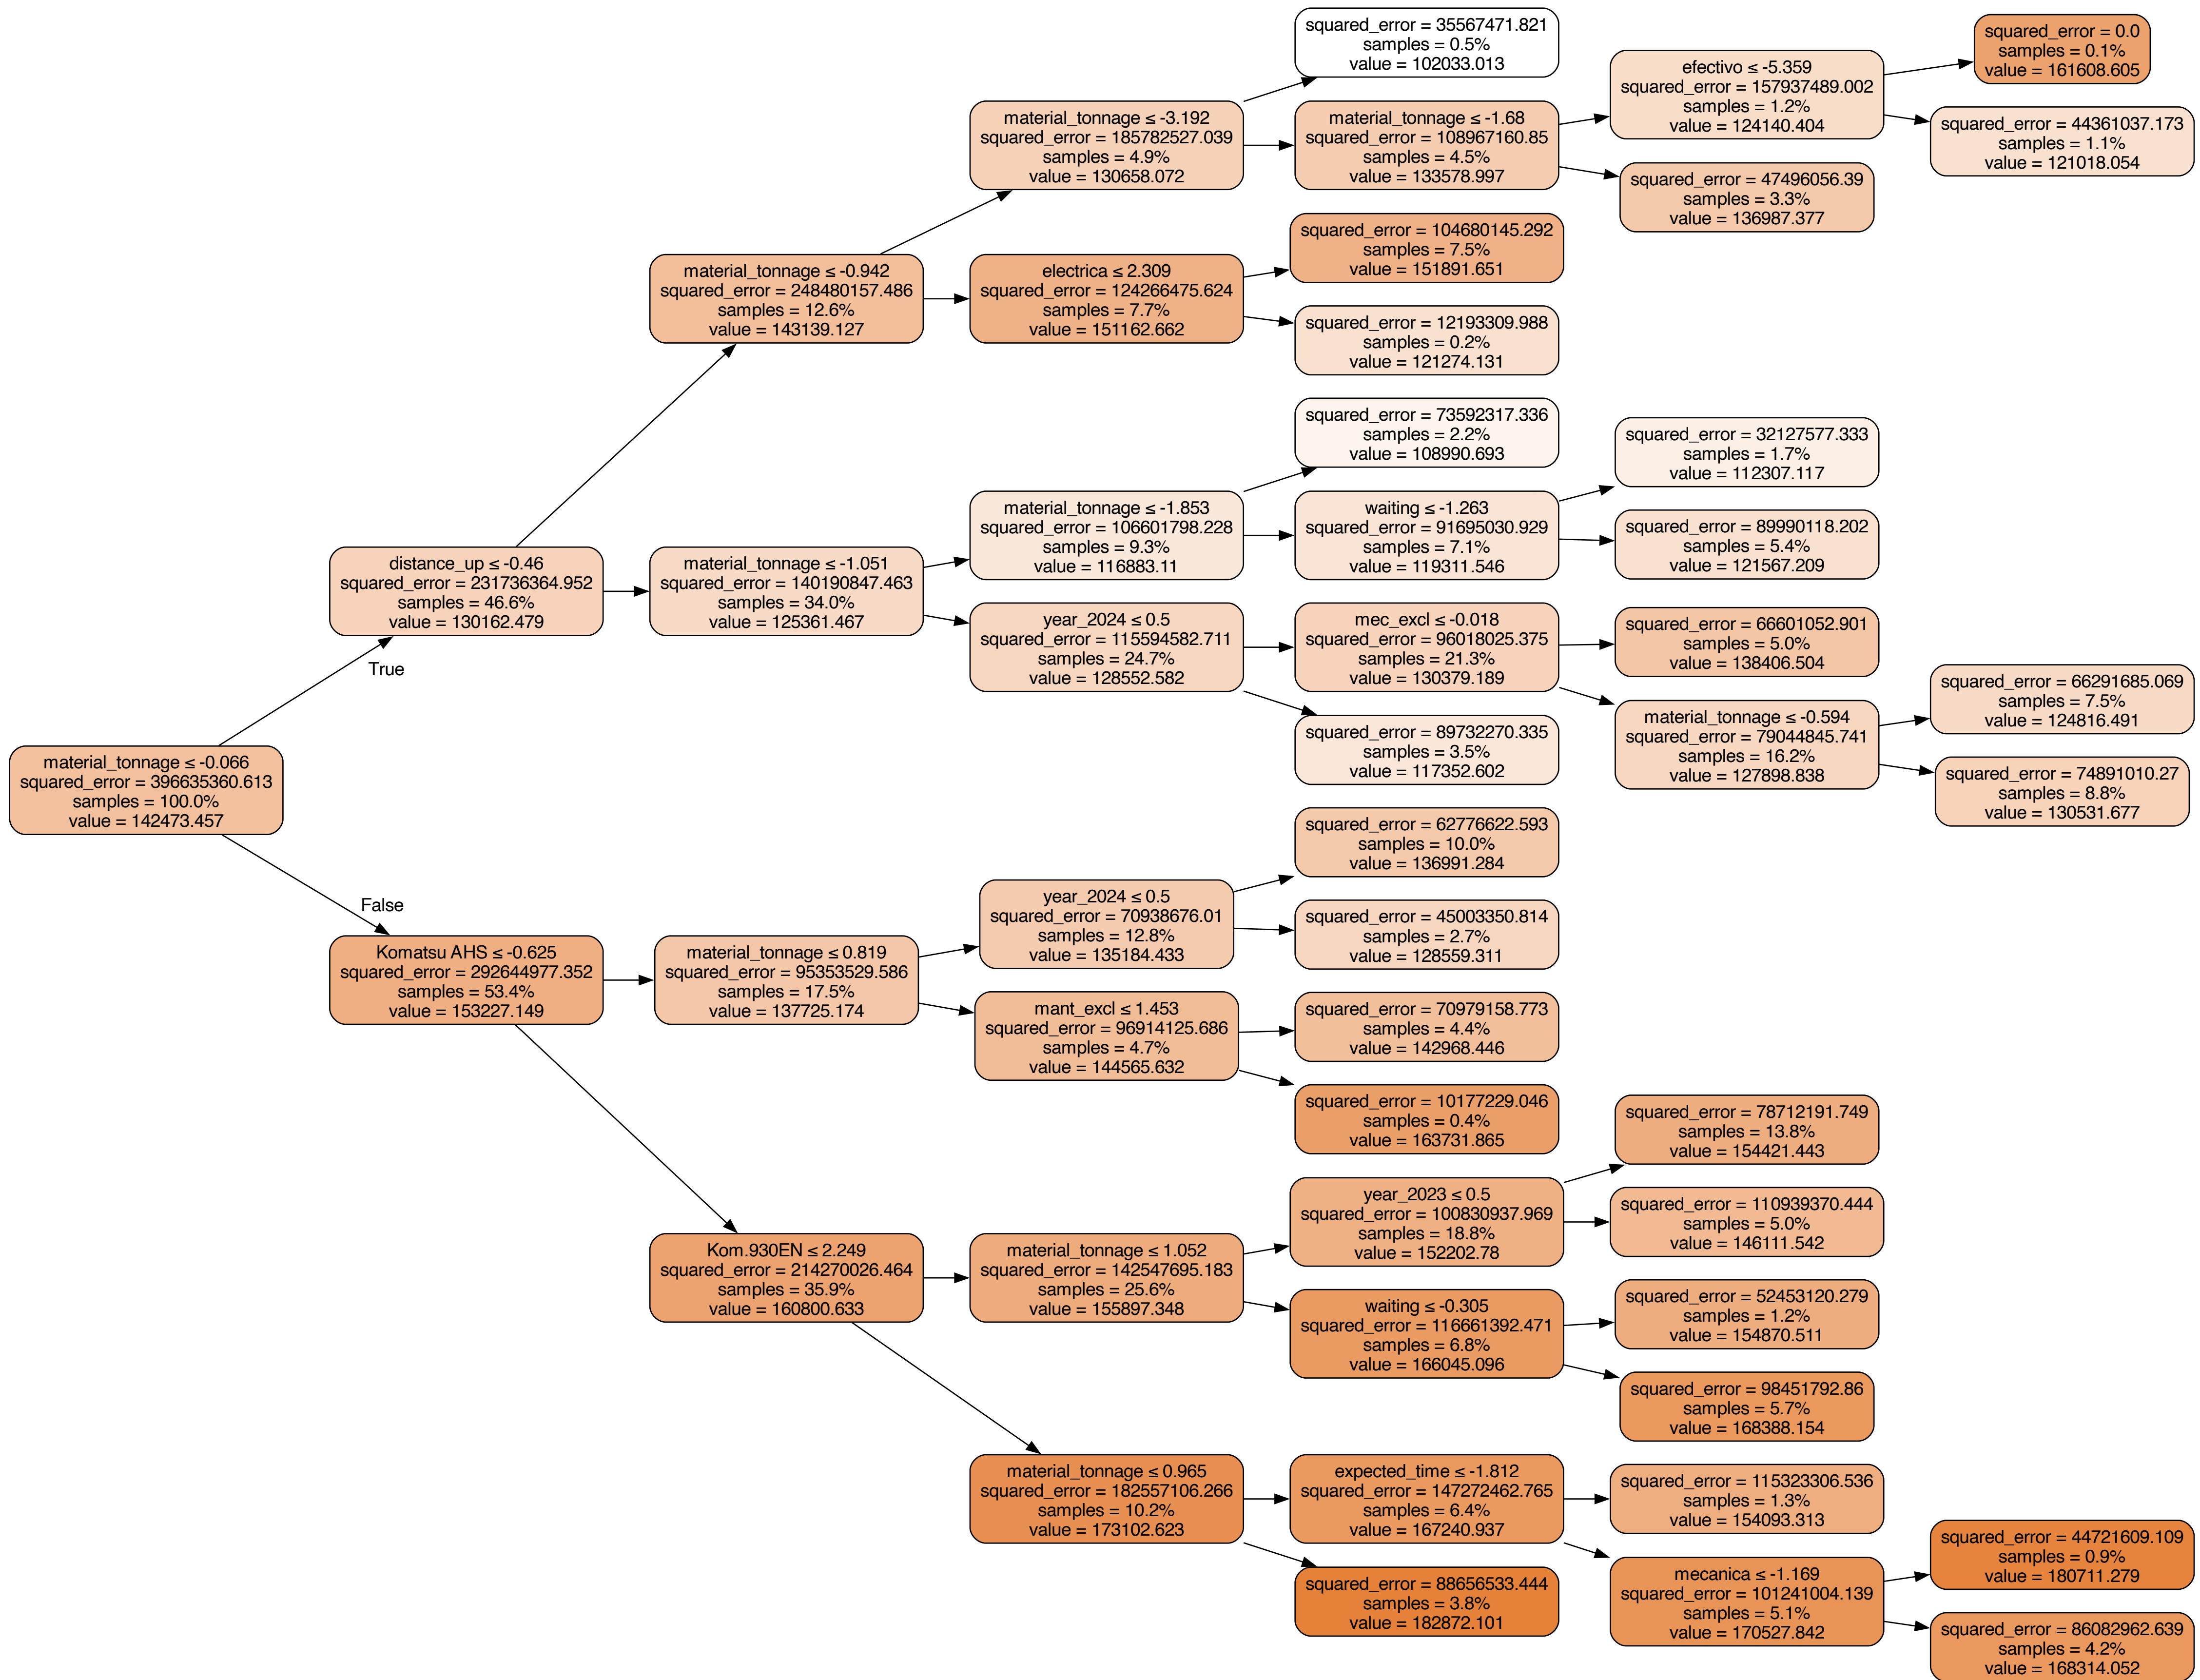 squared_error = 35567471.821
samples = 0.5%
value = 102033.013
squared_error = 0.0
samples = 0.1%
value = 161608.605
efectivo ≤ -5.359
squared_error = 157937489.002
samples = 1.2%
value = 124140.404
material_tonnage ≤ -3.192
squared_error = 185782527.039
samples = 4.9%
value = 130658.072
material_tonnage ≤ -1.68
squared_error = 108967160.85
samples = 4.5%
value = 133578.997
squared_error = 44361037.173
samples = 1.1%
value = 121018.054
squared_error = 47496056.39
samples = 3.3%
value = 136987.377
squared_error = 104680145.292
samples = 7.5%
value = 151891.651
material_tonnage ≤ -0.942
squared_error = 248480157.486
samples = 12.6%
value = 143139.127
electrica ≤ 2.309
squared_error = 124266475.624
samples = 7.7%
value = 151162.662
squared_error = 12193309.988
samples = 0.2%
value = 121274.131
squared_error = 73592317.336
samples = 2.2%
value = 108990.693
squared_error = 32127577.333
samples = 1.7%
value = 112307.117
material_tonnage ≤ -1.853
squared_error = 106601798.228
samples = 9.3%
value = 116883.11
waiting ≤ -1.263
squared_error = 91695030.929
samples = 7.1%
value = 119311.546
squared_error = 89990118.202
samples = 5.4%
value = 121567.209
distance_up ≤ -0.46
squared_error = 231736364.952
samples = 46.6%
value = 130162.479
material_tonnage ≤ -1.051
squared_error = 140190847.463
samples = 34.0%
value = 125361.467
year_2024 ≤ 0.5
squared_error = 115594582.711
samples = 24.7%
value = 128552.582
mec_excl ≤ -0.018
squared_error = 96018025.375
samples = 21.3%
value = 130379.189
squared_error = 66601052.901
samples = 5.0%
value = 138406.504
True
squared_error = 66291685.069
samples = 7.5%
value = 124816.491
material_tonnage ≤ -0.594
squared_error = 79044845.741
samples = 16.2%
value = 127898.838
squared_error = 89732270.335
samples = 3.5%
value = 117352.602
material_tonnage ≤ -0.066
squared_error = 396635360.613
samples = 100.0%
value = 142473.457
squared_error = 74891010.27
samples = 8.8%
value = 130531.677
squared_error = 62776622.593
samples = 10.0%
value = 136991.284
False
year_2024 ≤ 0.5
squared_error = 70938676.01
samples = 12.8%
value = 135184.433
squared_error = 45003350.814
samples = 2.7%
value = 128559.311
Komatsu AHS ≤ -0.625
squared_error = 292644977.352
samples = 53.4%
value = 153227.149
material_tonnage ≤ 0.819
squared_error = 95353529.586
samples = 17.5%
value = 137725.174
mant_excl ≤ 1.453
squared_error = 96914125.686
samples = 4.7%
value = 144565.632
squared_error = 70979158.773
samples = 4.4%
value = 142968.446
squared_error = 10177229.046
samples = 0.4%
value = 163731.865
squared_error = 78712191.749
samples = 13.8%
value = 154421.443
year_2023 ≤ 0.5
squared_error = 100830937.969
samples = 18.8%
value = 152202.78
squared_error = 110939370.444
samples = 5.0%
value = 146111.542
Kom.930EN ≤ 2.249
squared_error = 214270026.464
samples = 35.9%
value = 160800.633
material_tonnage ≤ 1.052
squared_error = 142547695.183
samples = 25.6%
value = 155897.348
waiting ≤ -0.305
squared_error = 116661392.471
samples = 6.8%
value = 166045.096
squared_error = 52453120.279
samples = 1.2%
value = 154870.511
squared_error = 98451792.86
samples = 5.7%
value = 168388.154
material_tonnage ≤ 0.965
squared_error = 182557106.266
samples = 10.2%
value = 173102.623
expected_time ≤ -1.812
squared_error = 147272462.765
samples = 6.4%
value = 167240.937
squared_error = 115323306.536
samples = 1.3%
value = 154093.313
squared_error = 44721609.109
samples = 0.9%
value = 180711.279
squared_error = 88656533.444
samples = 3.8%
value = 182872.101
mecanica ≤ -1.169
squared_error = 101241004.139
samples = 5.1%
value = 170527.842
squared_error = 86082962.639
samples = 4.2%
value = 168314.052